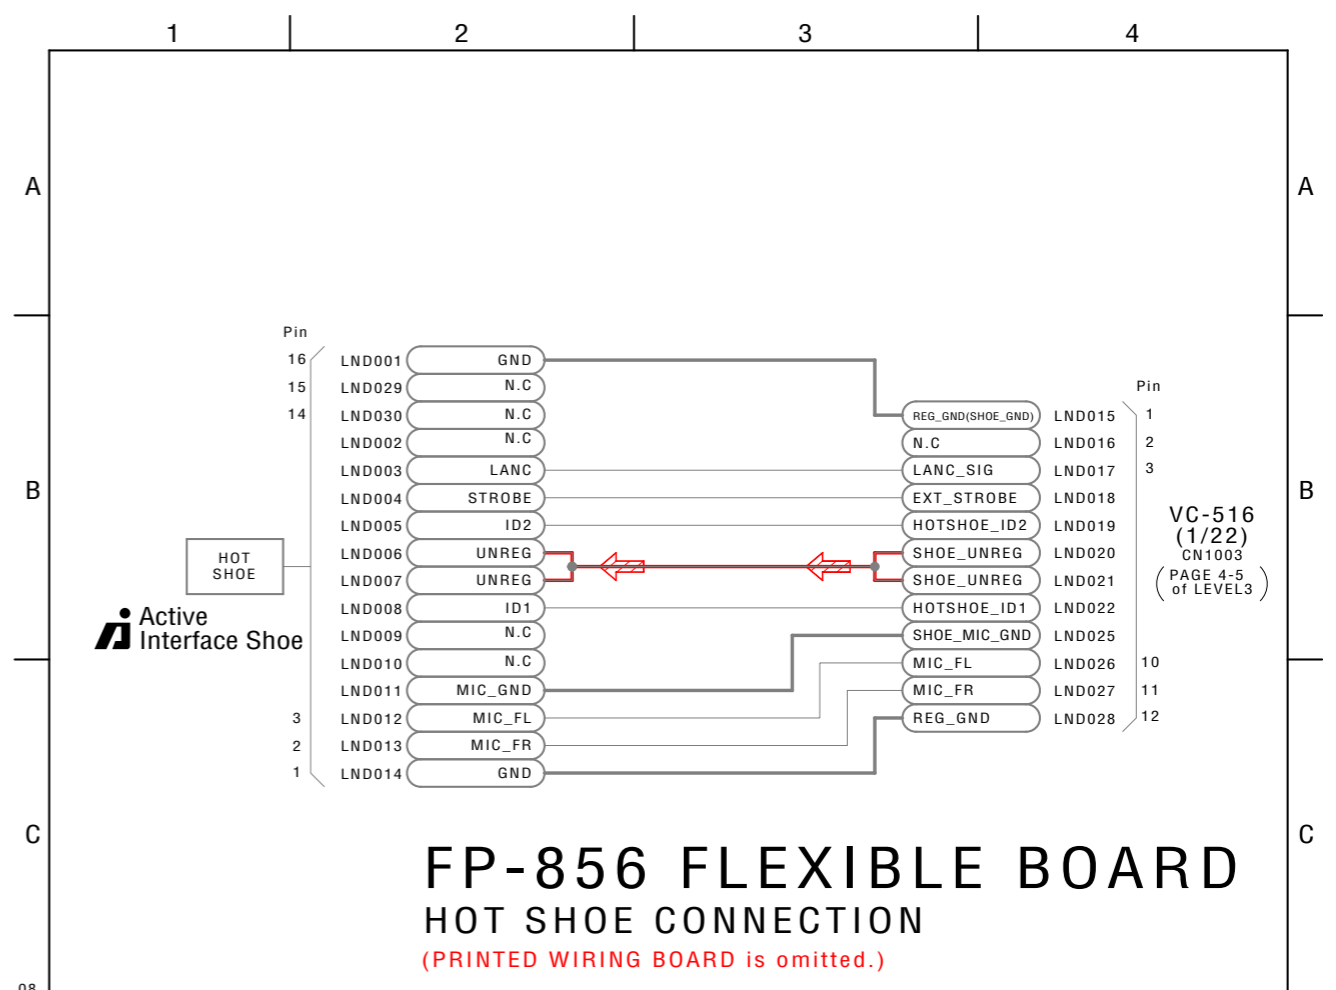 1 2 3 4
A A
Pin
16 LND001 GND
15 LND029 N.C
14 LND030 N.C
LND002 N.C
LND003 LANC
LND004 STROBE
LND005 ID2
LND006 UNREG
LND007 UNREG
LND008 ID1
LND009 N.C
LND010 N.C
LND011 MIC_GND
3 LND012 MIC_FL
2 LND013 MIC_FR
1 LND014 GND
HOT
SHOE
Active
Interface Shoe
Pin
REG_GND(SHOE_GND) LND015 1
N.C LND016 2
LANC_SIG LND017 3
EXT_STROBE LND018
HOTSHOE_ID2 LND019
SHOE_UNREG LND020
SHOE_UNREG LND021
HOTSHOE_ID1 LND022
SHOE_MIC_GND LND025
MIC_FL LND026 10
MIC_FR LND027 11
REG_GND LND028 12
VC-516
(1/22)
CN1003
(PAGE 4-5
of LEVEL3)
B B
C C
FP-856 FLEXIBLE BOARD
HOT SHOE CONNECTION
(PRINTED WIRING BOARD is omitted.)
08